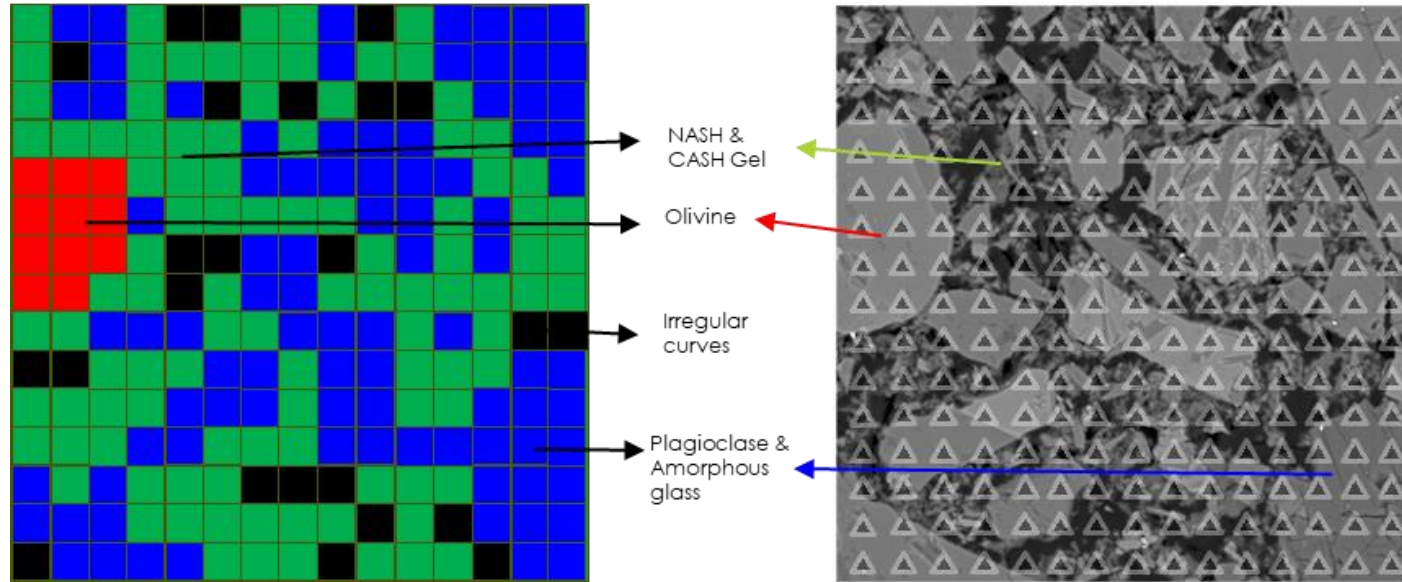 NASH &
CASH Gel
Olivine
Irregular
curves
Plagioclase &
Amorphous
glass